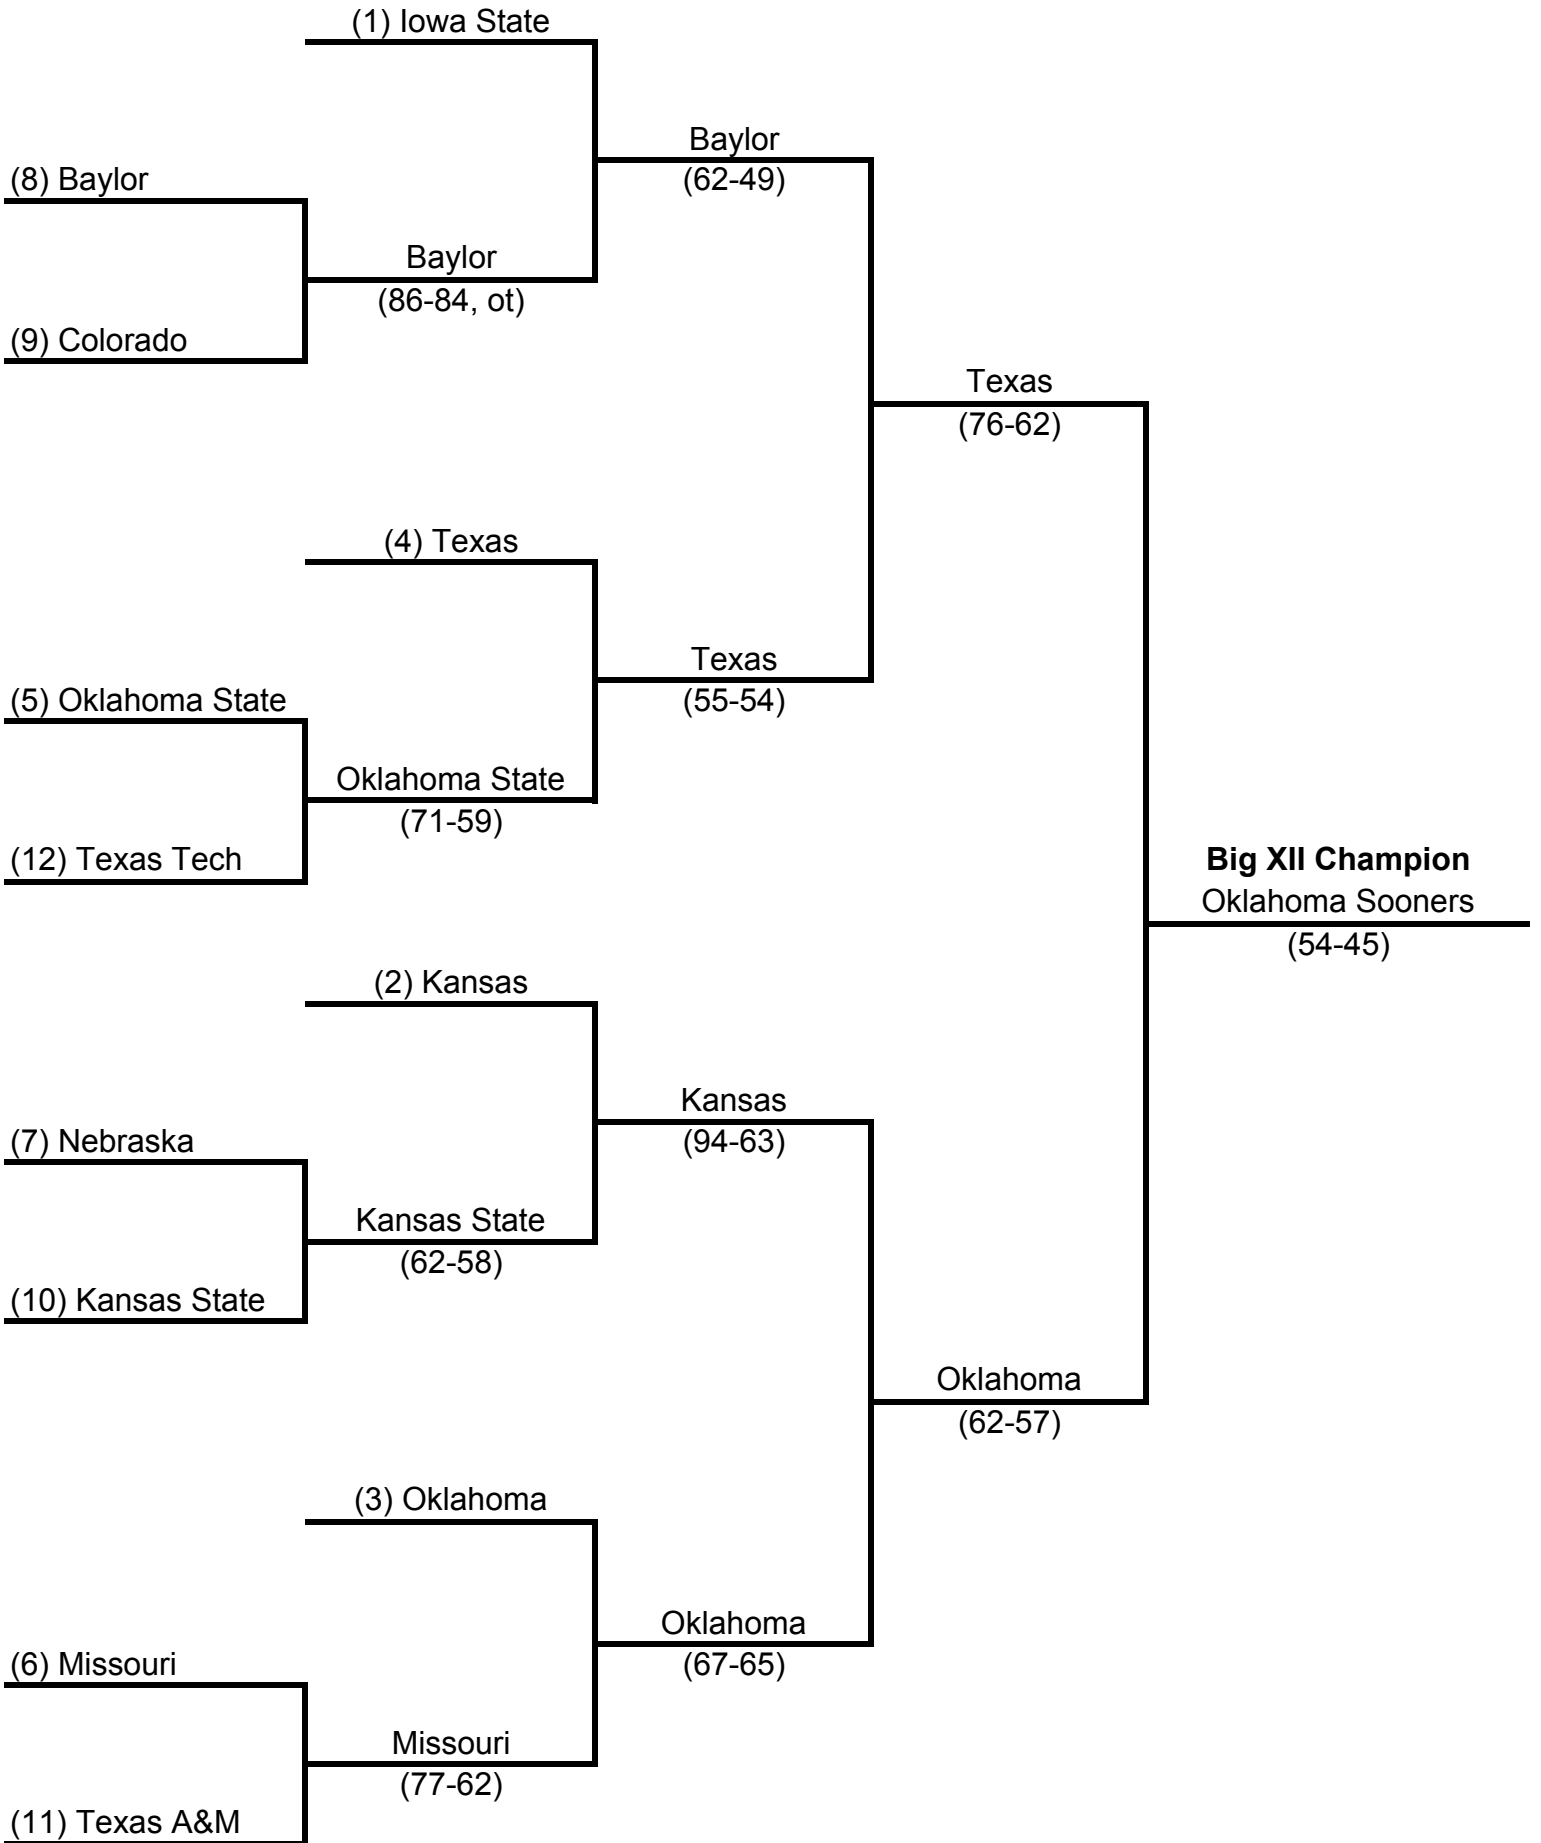 (1) Iowa State
Baylor
(62-49)
(8) Baylor
Baylor
(86-84, ot)
(9) Colorado
Texas
(76-62)
(4) Texas
Texas
(55-54)
(5) Oklahoma State
Oklahoma State
(71-59)
(12) Texas Tech
Big XII Champion
Oklahoma Sooners
(54-45)
(2) Kansas
Kansas
(94-63)
(7) Nebraska
Kansas State
(62-58)
(10) Kansas State
Oklahoma
(62-57)
(3) Oklahoma
Oklahoma
(67-65)
(6) Missouri
Missouri
(77-62)
(11) Texas A&M